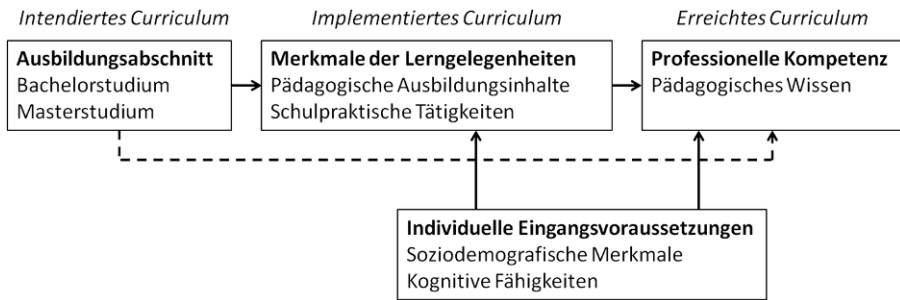 Intendiertes Curriculum
Implementiertes Curriculum
Erreichtes Curriculum
Ausbildungsabschnitt
Bachelorstudium
Masterstudium
Merkmale der Lerngelegenheiten
Pädagogische Ausbildungsinhalte
Schulpraktische Tätigkeiten
Professionelle Kompetenz
Pädagogisches Wissen
Individuelle Eingangsvoraussetzungen
Soziodemografische Merkmale
Kognitive Fähigkeiten